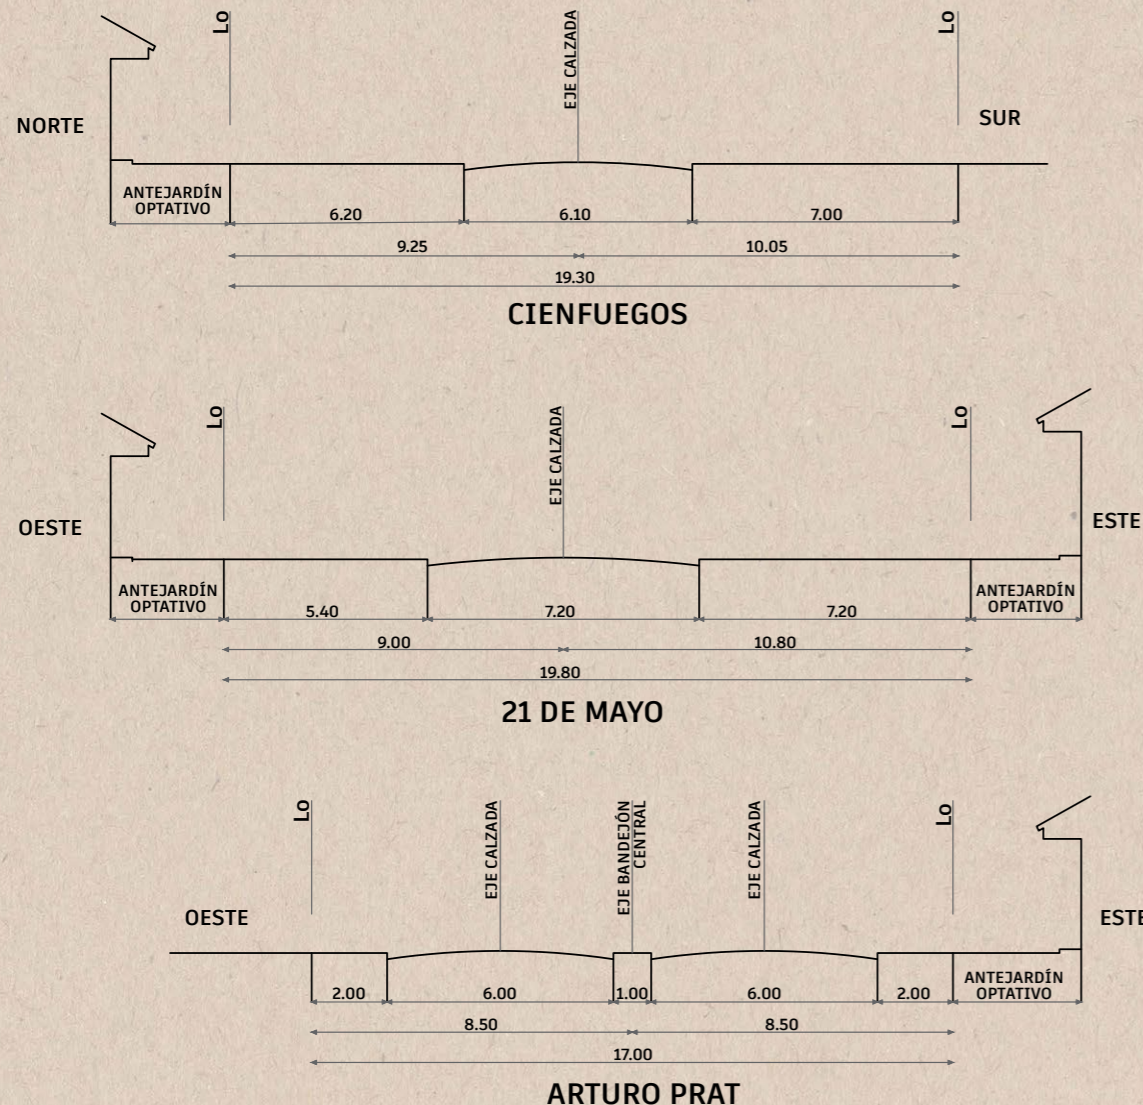 Lo
EJE CALZADA
Lo
NORTE
SUR
ANTEJARDÍN
OPTATIVO
6.20
6.10
7.00
9.25
10.05
19.30
CIENFUEGOS
Lo
EJE CALZADA
Lo
OESTE
ESTE
ANTEJARDÍN
OPTATIVO
5.40
7.20
7.20
ANTEJARDÍN
OPTATIVO
9.00
10.80
19.80
21 DE MAYO
Lo
EJE CALZADA
EJE BANDEJÓN
CENTRAL
EJE CALZADA
Lo
OESTE
ESTE
2.00
6.00
1.00
6.00
2.00
ANTEJARDÍN
OPTATIVO
8.50
8.50
17.00
ARTURO PRAT